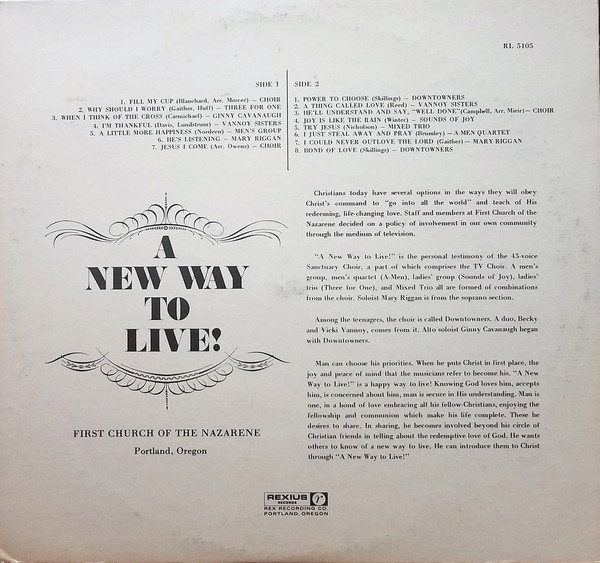 RL 5105
SIDE 1
1. FILL MY CUP (Blanchard, Arr. Mercer) — CHOIR
2. WHY SHOULD I WORRY (Gaither, Huff) — THREE FOR ONE
3. WHEN I THINK OF THE CROSS (Carmichael) — GINNY CAVANAUGH
4. I'M THANKFUL (Davis, Lundstrum) — VANNOY SISTERS
5. A LITTLE MORE HAPPINESS (Nordeen) — MEN'S GROUP
6. HE'S LISTENING — MARY RIGGAN
7. JESUS I COME (Arr. Owens) — CHOIR
SIDE 2
1. POWER TO CHOOSE (Skillings) — DOWNTOWNERS
2. A THING CALLED LOVE (Reed) — VANNOY SISTERS
3. HE'LL UNDERSTAND AND SAY, "WELL DONE"(Campbell, Arr. Mieir)— CHOIR
4. JOY IS LIKE THE RAIN (Winter) — SOUNDS OF JOY
5. TRY JESUS (Nicholson) — MIXED TRIO
6. I JUST STEAL AWAY AND PRAY (Brumley) — A-MEN QUARTET
7. I COULD NEVER OUTLOVE THE LORD (Gaither) — MARY RIGGAN
8. BOND OF LOVE (Skillings) — DOWNTOWNERS
A
NEW WAY
TO
LIVE!
FIRST CHURCH OF THE NAZARENE
Portland, Oregon
Christians today have several options in the ways they will obey
Christ's command to "go into all the world" and teach of His
redeeming, life-changing love. Staff and members at First Church of the
Nazarene decided on a policy of involvement in our own community
through the medium of television.
"A New Way to Live!" is the personal testimony of the 45-voice
Sanctuary Choir, a part of which comprises the TV Choir. A men's
group, men's quartet (A-Men), ladies' group (Sounds of Joy), ladies'
trio (Three for One), and Mixed Trio all are formed of combinations
from the choir. Soloist Mary Riggan is from the soprano section.
Among the teenagers, the choir is called Downtowners. A duo, Becky
and Vicki Vannoy, comes from it. Alto soloist Ginny Cavanaugh began
with Downtowners.
Man can choose his priorities. When he puts Christ in first place, the
joy and peace of mind that the musicians refer to become his. "A New
Way to Live!" is a happy way to live! Knowing God loves him, accepts
him, is concerned about him, man is secure in His understanding. Man is
one, in a bond of love embracing all his fellow-Christians, enjoying the
fellowship and communion which make his life complete. These he
desires to share. In sharing, he becomes involved beyond his circle of
Christian friends in telling about the redemptive love of God. He wants
others to know of a new way to live. He can introduce them to Christ
through "A New Way to Live!"
REXIUS
RECORDS
r
REX RECORDING CO.
PORTLAND, OREGON